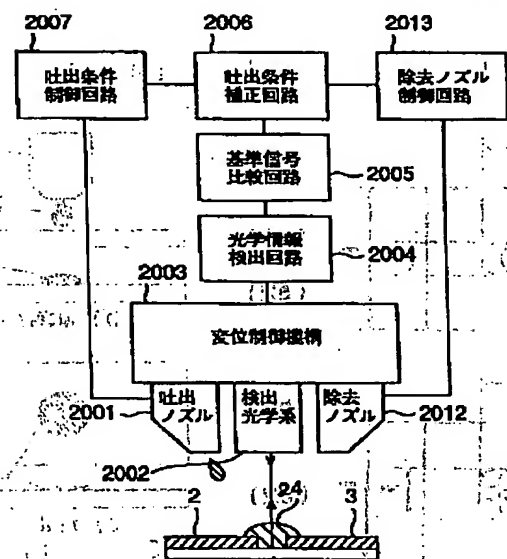 2007
2006
2013
吐出条件
制御回路
吐出条件
補正回路
除去ノズル
制御回路
基準信号
比較回路
2005
光学情報
検出回路
2004
2003
変位制御機構
吐出
ノズル
検出
光学系
除去
ノズル
2001
2012
2002
2
24
3